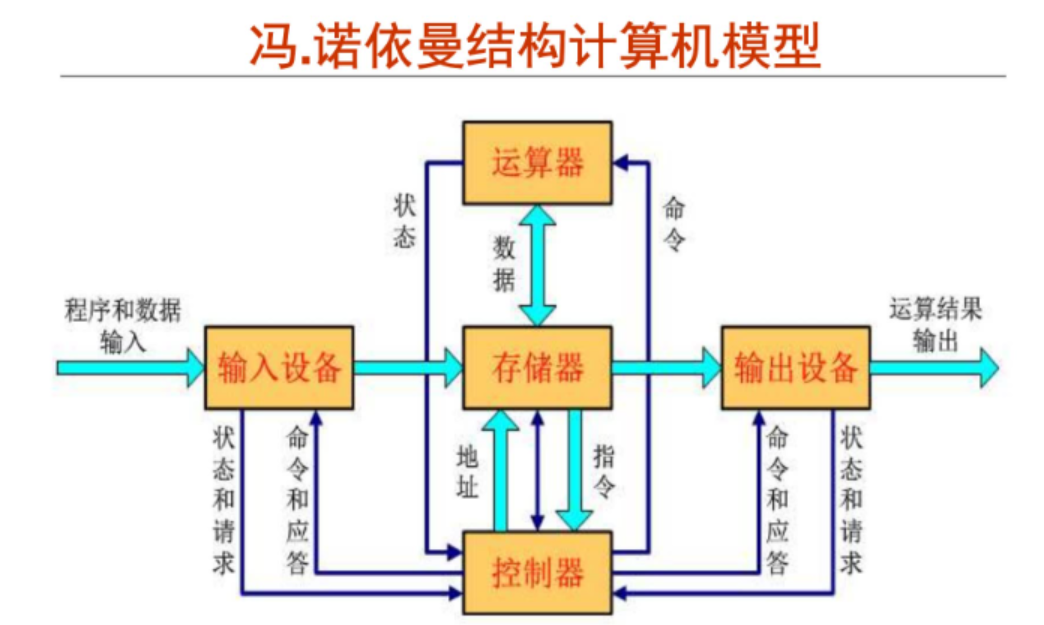 冯.诺依曼结构计算机模型
运算器
状态
命令
数据
程序和数据
输入
运算结果
输出
输入设备
存储器
输出设备
状态和请求
命令和应答
地址
指令
命令和应答
状态和请求
控制器